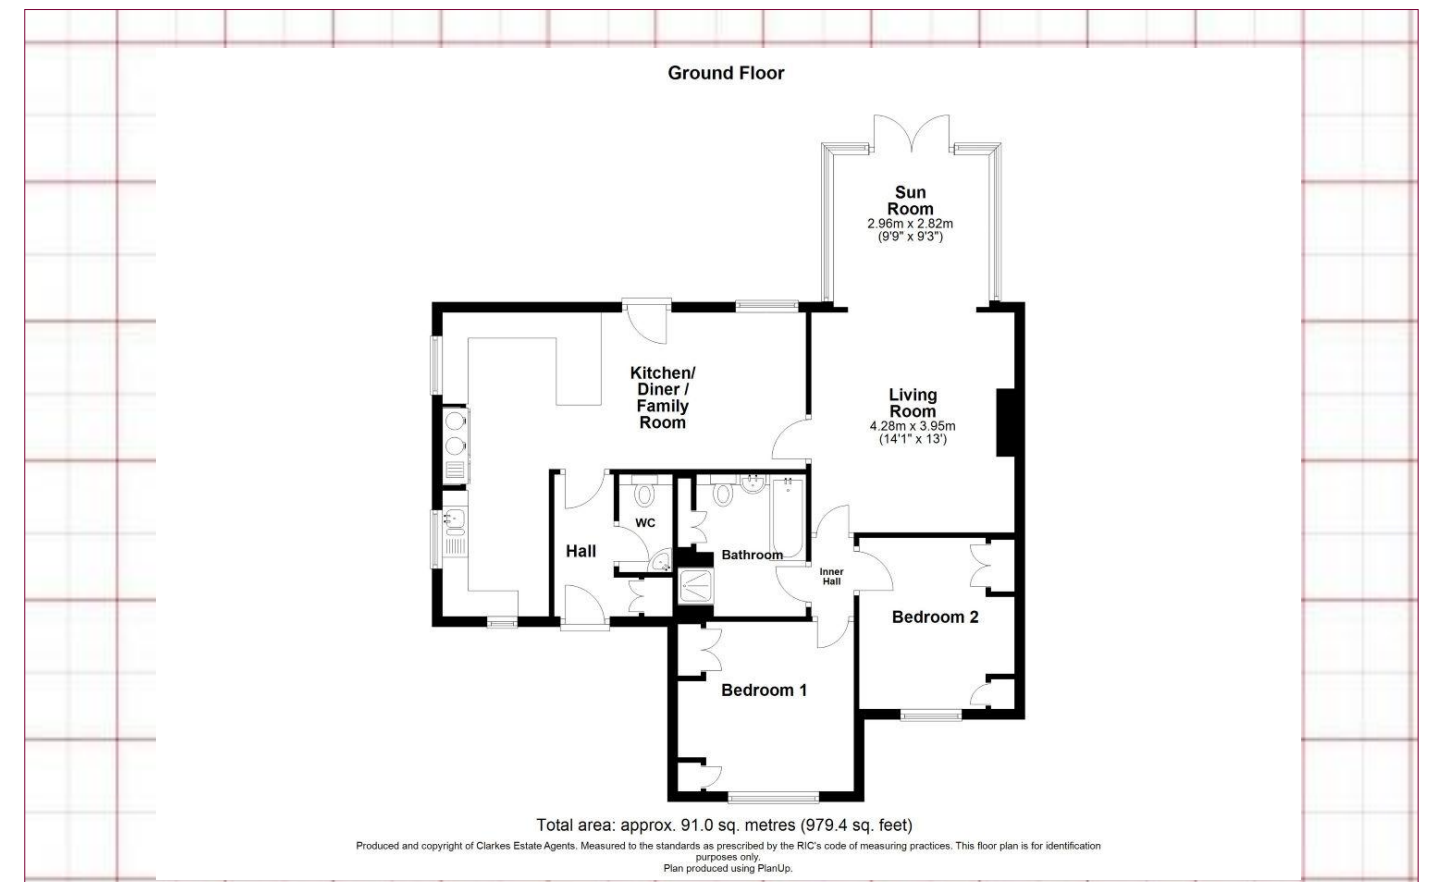 Ground Floor
Sun
Room
2.96m x 2.82m
(9'9" x 9'3")
Kitchen/
Diner /
Family
Room
Living
Room
4.28m x 3.95m
(14'1" x 13')
WC
Hall
Bathroom
Inner
Hall
Bedroom 2
Bedroom 1
Total area: approx. 91.0 sq. metres (979.4 sq. feet)
Produced and copyright of Clarkes Estate Agents. Measured to the standards as prescribed by the RIC's code of measuring practices. This floor plan is for identification
purposes only.
Plan produced using PlanUp.